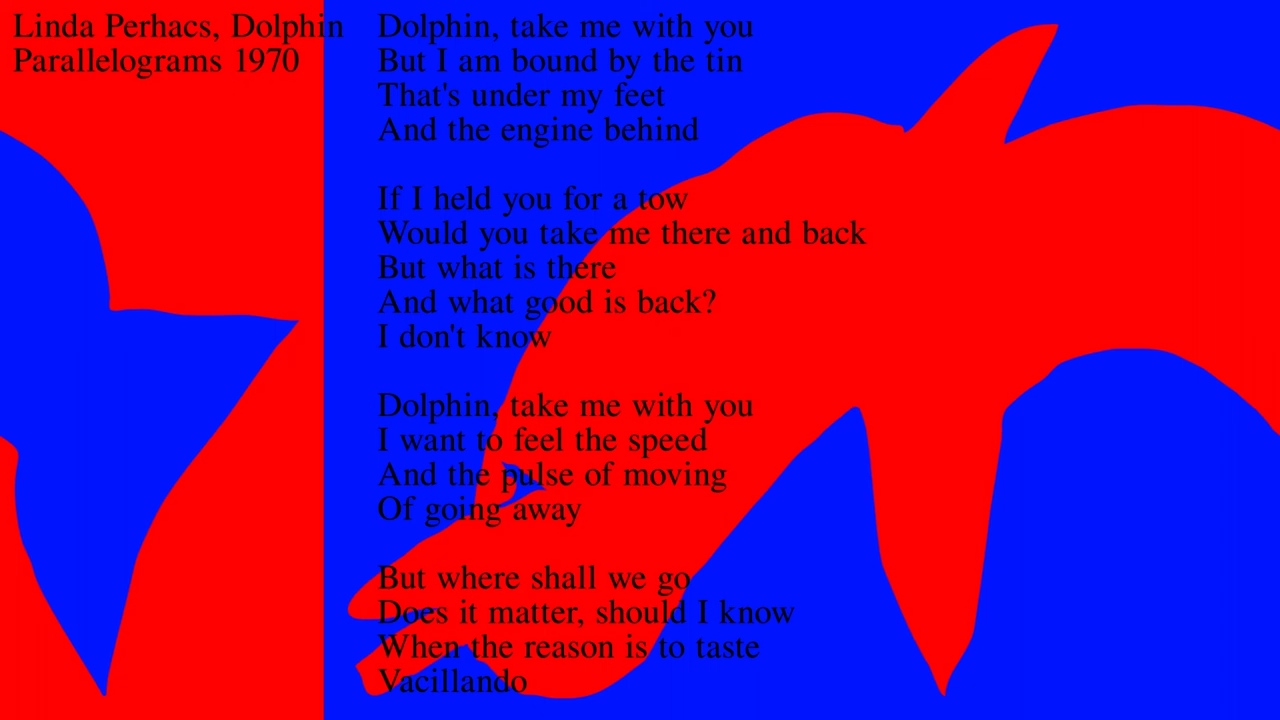 Linda Perhacs, Dolphin
Parallelograms 1970
Dolphin, take me with you
But I am bound by the tin
That's under my feet
And the engine behind
If I held you for a tow
Would you take me there and back
But what is there
And what good is back?
I don't know
Dolphin, take me with you
I want to feel the speed
And the pulse of moving
Of going away
But where shall we go
Does it matter, should I know
When the reason is to taste
Vacillando